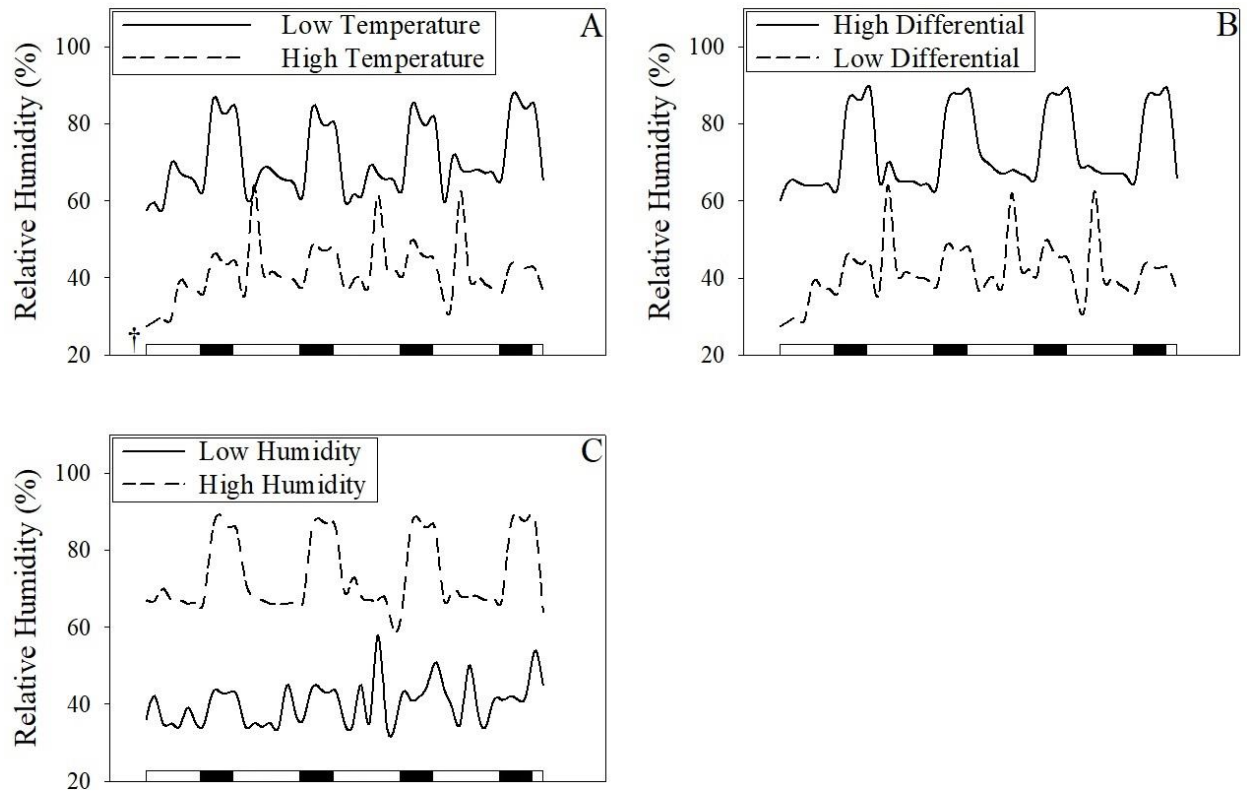 A
Low Temperature
High Temperature
Relative Humidity (%)
100
80
60
40
20
†
B
High Differential
Low Differential
Relative Humidity (%)
100
80
60
40
20
C
Low Humidity
High Humidity
Relative Humidity (%)
100
80
60
40
20